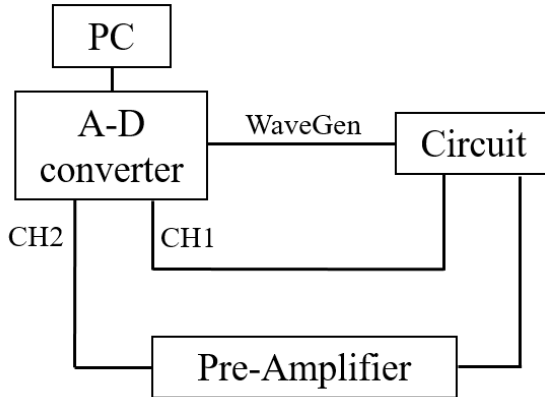 PC
A-D
converter
WaveGen
Circuit
CH2
CH1
Pre-Amplifier